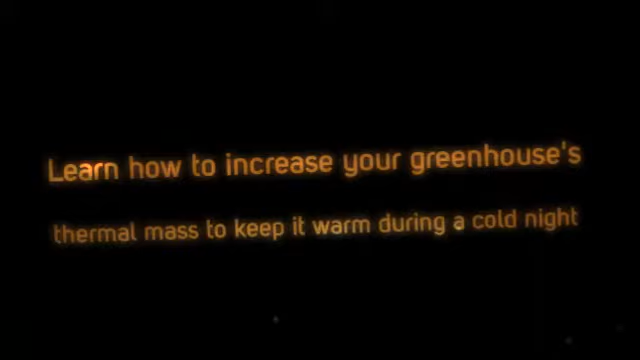 Learn how to increase your greenhouse's
thermal mass to keep it warm during a cold night